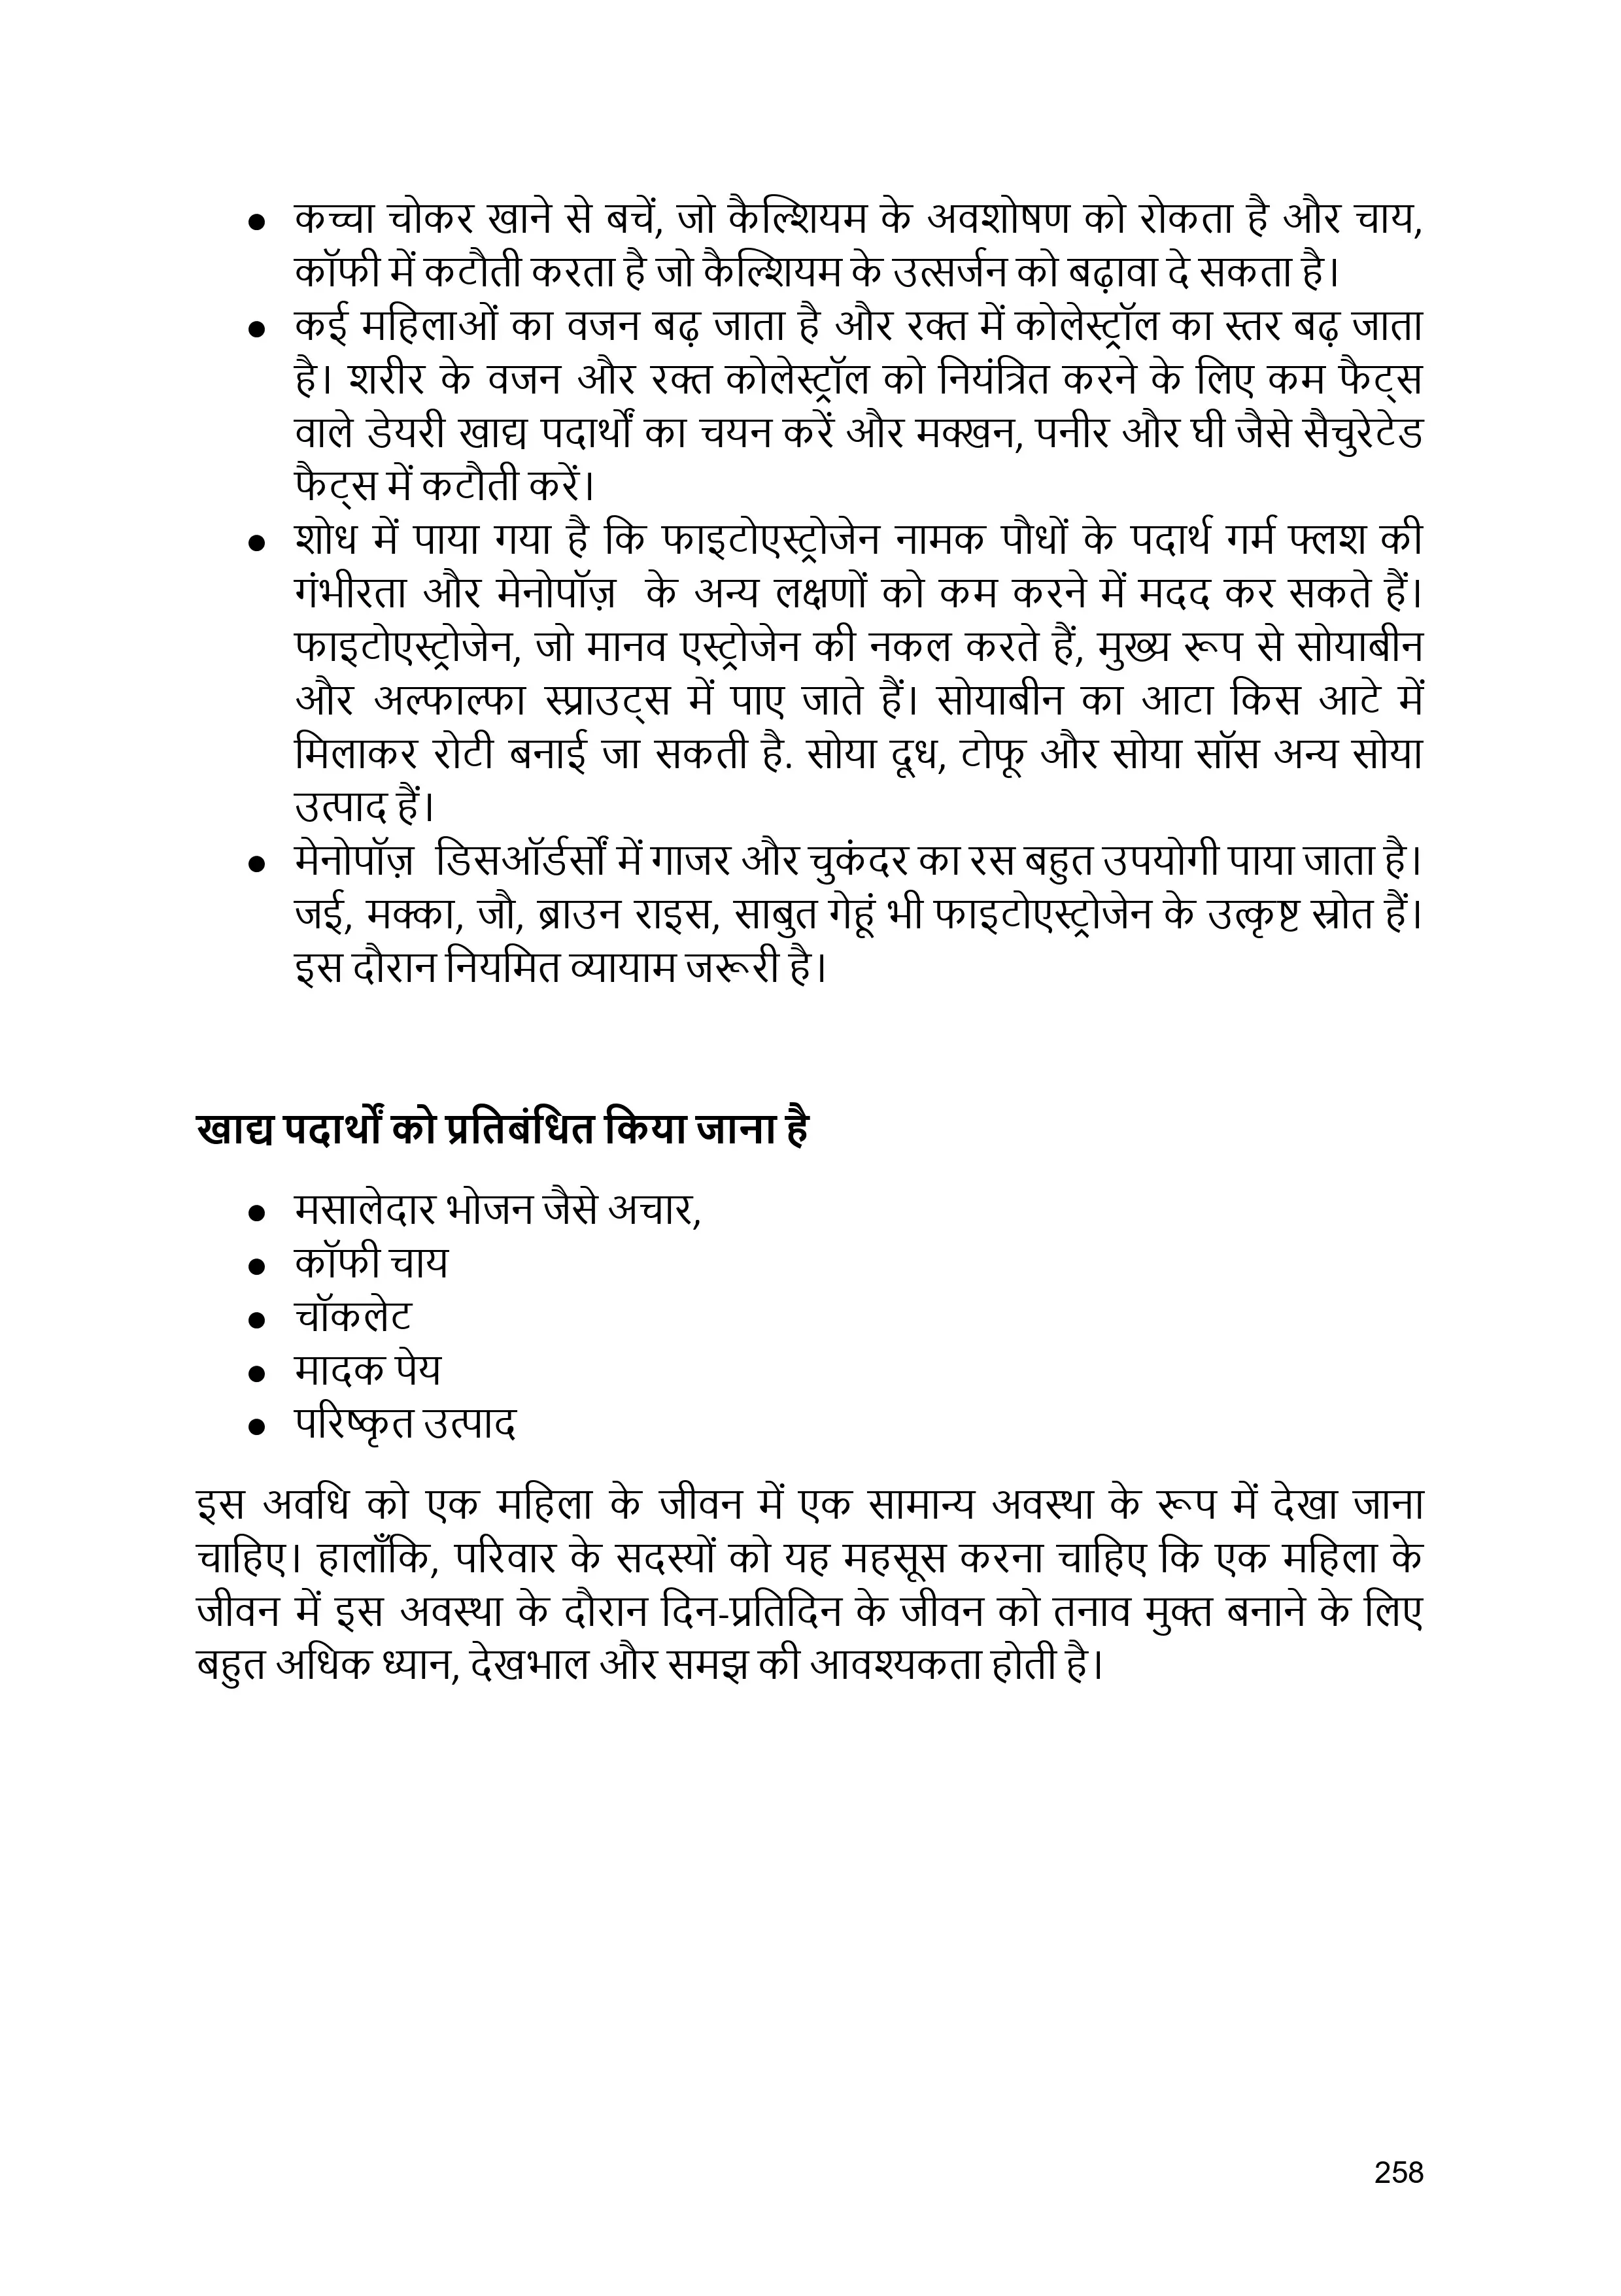 ● कच्चा चोकर खाने से बचें, जो कैल्शियम के अवशोषण को रोकता है और चाय,
कॉफी में कटौती करता है जो कैल्शियम के उत्सर्जन को बढ़ावा दे सकता है।
● कई महिलाओं का वजन बढ़ जाता है और रक्त में कोलेस्ट्रॉल का स्तर बढ़ जाता
है। शरीर के वजन और रक्त कोलेस्ट्रॉल को नियंत्रित करने के लिए कम फैट्स
वाले डेयरी खाद्य पदार्थों का चयन करें और मक्खन, पनीर और घी जैसे सैचुरेटेड
फैट्स में कटौती करें।
● शोध में पाया गया है कि फाइटोएस्ट्रोजेन नामक पौधों के पदार्थ गर्म फ्लश की
गंभीरता और मेनोपॉज़ के अन्य लक्षणों को कम करने में मदद कर सकते हैं।
फाइटोएस्ट्रोजेन, जो मानव एस्ट्रोजेन की नकल करते हैं, मुख्य रूप से सोयाबीन
और अल्फाल्फा स्प्राउट्स में पाए जाते हैं। सोयाबीन का आटा किस आटे में
मिलाकर रोटी बनाई जा सकती है. सोया दूध, टोफू और सोया सॉस अन्य सोया
उत्पाद हैं।
● मेनोपॉज़ डिसऑर्डर्सों में गाजर और चुकंदर का रस बहुत उपयोगी पाया जाता है।
जई, मक्का, जौ, ब्राउन राइस, साबुत गेहूं भी फाइटोएस्ट्रोजेन के उत्कृष्ट स्रोत हैं।
इस दौरान नियमित व्यायाम जरूरी है।
खाद्य पदार्थों को प्रतिबंधित किया जाना है
● मसालेदार भोजन जैसे अचार,
● कॉफी चाय
● चॉकलेट
● मादक पेय
● परिष्कृत उत्पाद
इस अवधि को एक महिला के जीवन में एक सामान्य अवस्था के रूप में देखा जाना
चाहिए। हालाँकि, परिवार के सदस्यों को यह महसूस करना चाहिए कि एक महिला के
जीवन में इस अवस्था के दौरान दिन-प्रतिदिन के जीवन को तनाव मुक्त बनाने के लिए
बहुत अधिक ध्यान, देखभाल और समझ की आवश्यकता होती है।
258